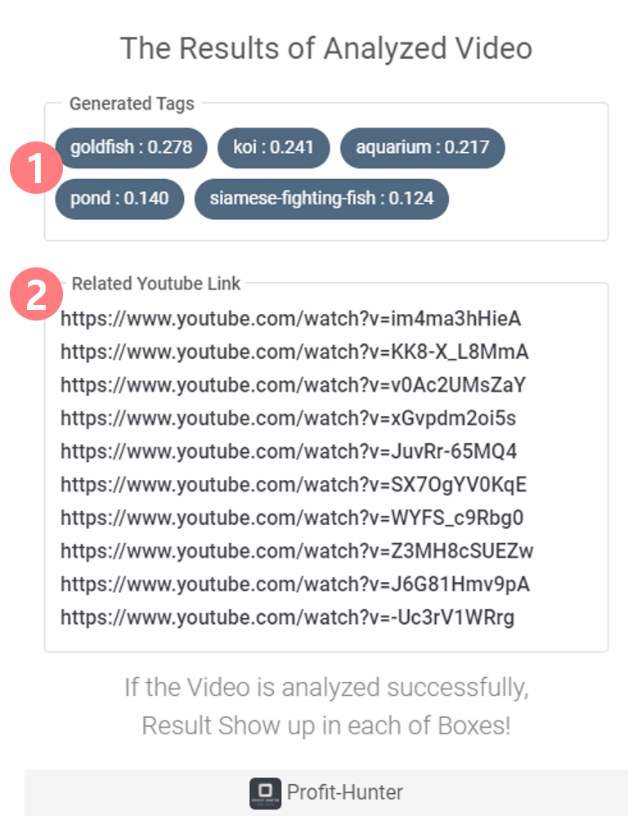 The Results of Analyzed Video
Generated Tags
1
goldfish : 0.278 koi : 0.241 aquarium : 0.217
pond : 0.140 siamese-fighting-fish : 0.124
2
Related Youtube Link
https://www.youtube.com/watch?v=im4ma3hHieA
https://www.youtube.com/watch?v=KK8-X_L8MmA
https://www.youtube.com/watch?v=v0Ac2UMsZaY
https://www.youtube.com/watch?v=xGvpdm2oi5s
https://www.youtube.com/watch?v=JuvRr-65MQ4
https://www.youtube.com/watch?v=SX7OgYV0KqE
https://www.youtube.com/watch?v=WYFS_c9Rbg0
https://www.youtube.com/watch?v=Z3MH8cSUEZw
https://www.youtube.com/watch?v=J6G81Hmv9pA
https://www.youtube.com/watch?v=-Uc3rV1WRrg
If the Video is analyzed successfully,
Result Show up in each of Boxes!
Profit-Hunter